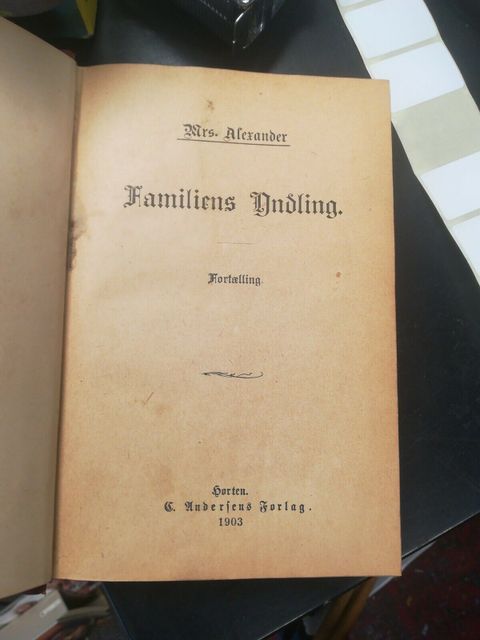 Mrs. Alexander
Familiens Yndling.
Fortælling
Horten.
C. Andersens Forlag.
1903